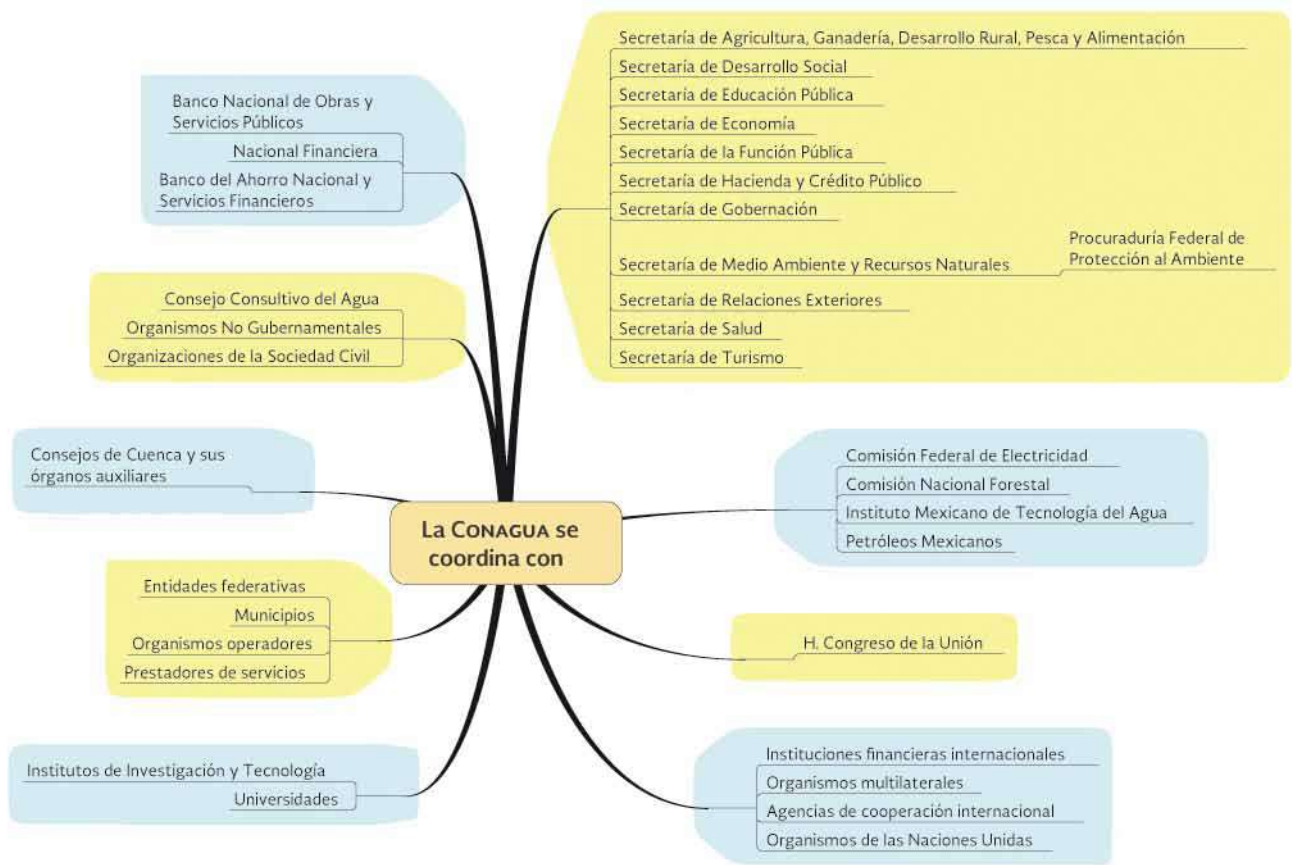 Secretaría de Agricultura, Ganadería, Desarrollo Rural, Pesca y Alimentación
Secretaría de Desarrollo Social
Secretaría de Educación Pública
Secretaría de Economía
Secretaría de la Función Pública
Secretaría de Hacienda y Crédito Público
Secretaría de Gobernación
Secretaría de Medio Ambiente y Recursos Naturales
Procuraduría Federal de
Protección al Ambiente
Secretaría de Relaciones Exteriores
Secretaría de Salud
Secretaría de Turismo
Banco Nacional de Obras y
Servicios Públicos
Nacional Financiera
Banco del Ahorro Nacional y
Servicios Financieros
Consejo Consultivo del Agua
Organismos No Gubernamentales
Organizaciones de la Sociedad Civil
Consejos de Cuenca y sus
órganos auxiliares
La CONAGUA se
coordina con
Comisión Federal de Electricidad
Comisión Nacional Forestal
Instituto Mexicano de Tecnología del Agua
Petróleos Mexicanos
Entidades federativas
Municipios
Organismos operadores
Prestadores de servicios
H. Congreso de la Unión
Institutos de Investigación y Tecnología
Universidades
Instituciones financieras internacionales
Organismos multilaterales
Agencias de cooperación internacional
Organismos de las Naciones Unidas